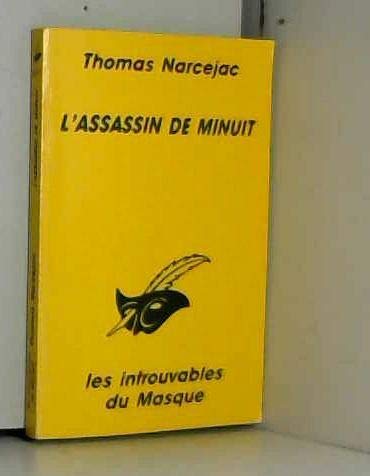 Thomas Narcejac
L'ASSASSIN DE MINUIT
les introuvables
du Masque